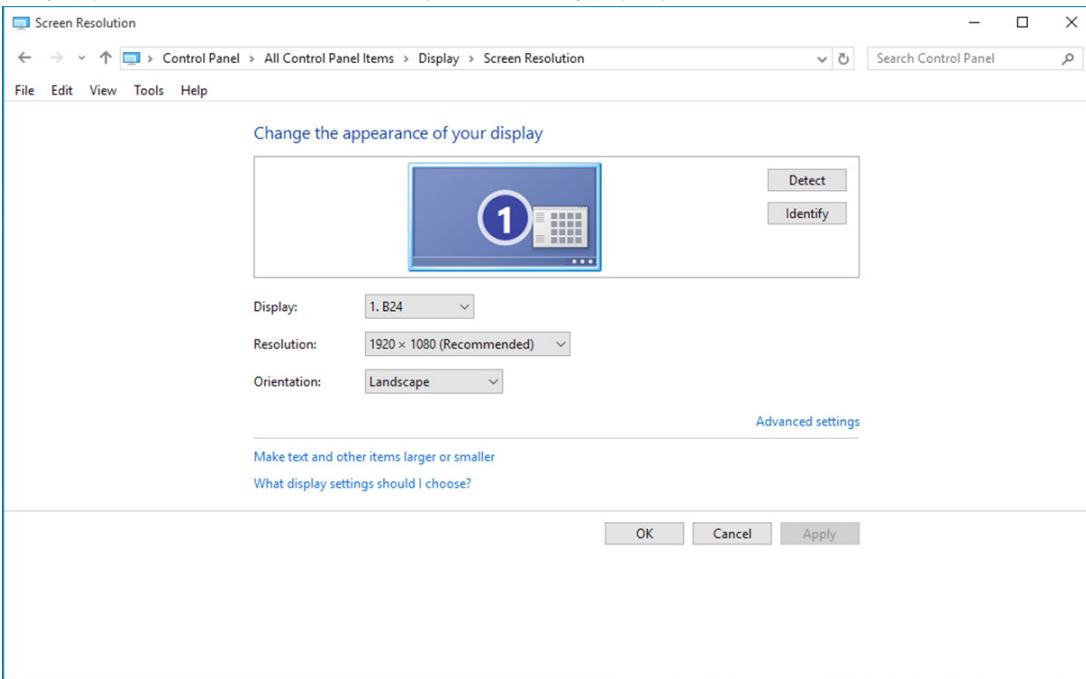 Screen Resolution
Control Panel > All Control Panel Items > Display > Screen Resolution
Search Control Panel
File Edit View Tools Help
Change the appearance of your display
1
Detect
Identify
Display: 1. B24
Resolution: 1920 × 1080 (Recommended)
Orientation: Landscape
Advanced settings
Make text and other items larger or smaller
What display settings should I choose?
OK Cancel Apply